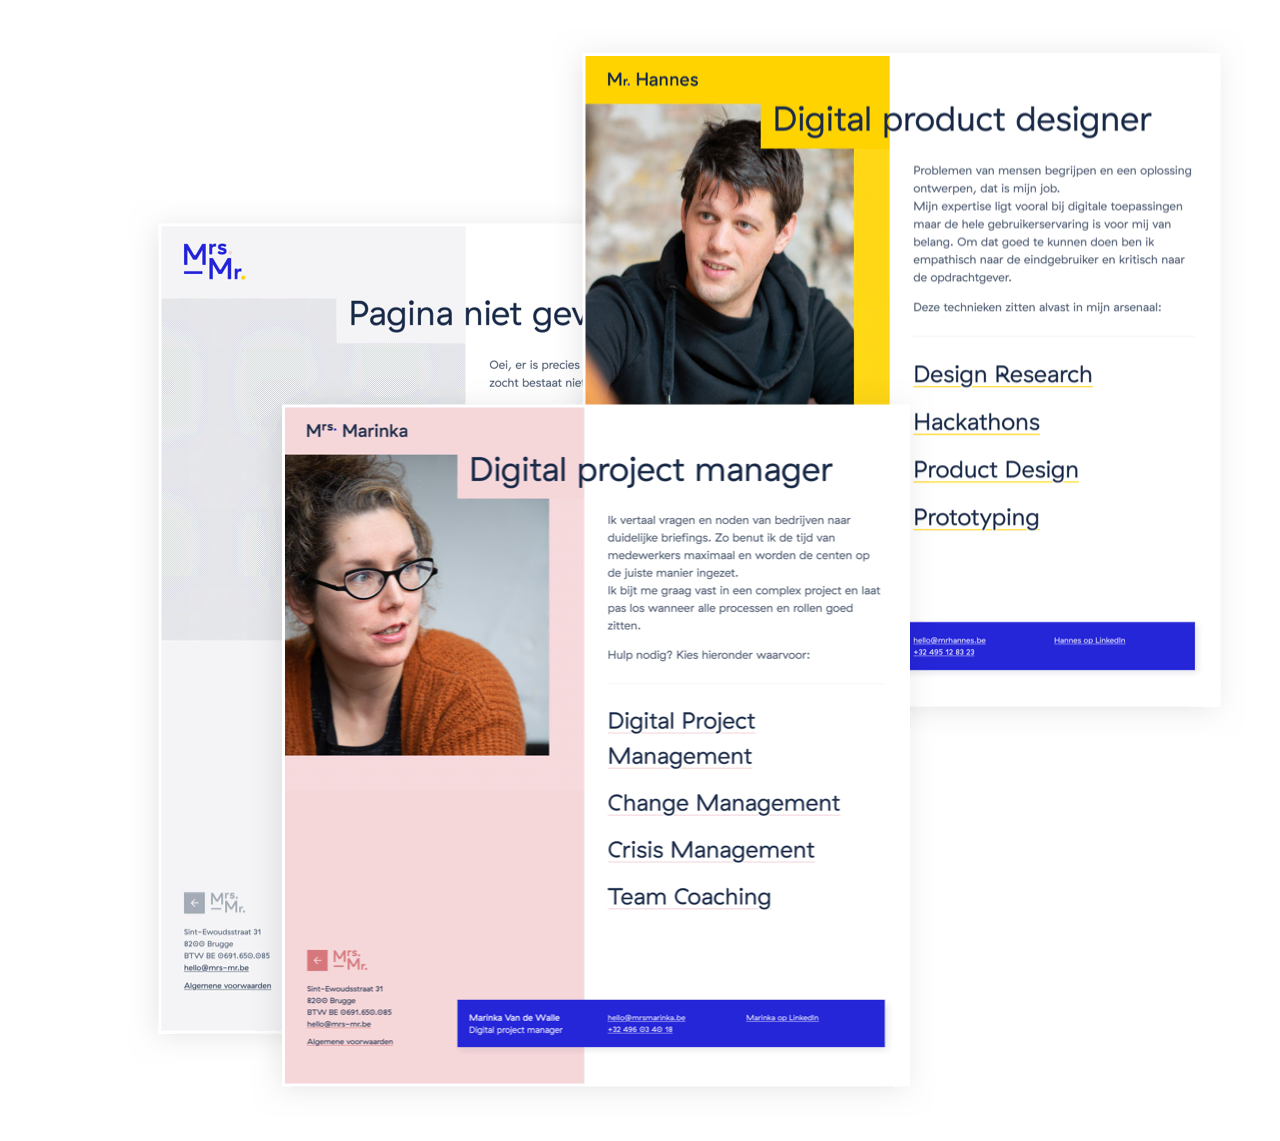 Mr. Hannes
Digital product designer
Problemen van mensen begrijpen en een oplossing
ontwerpen, dat is mijn job.
Mijn expertise ligt vooral bij digitale toepassingen
maar de hele gebruikerservaring is voor mij van
belang. Om dat goed te kunnen doen ben ik
empathisch naar de eindgebruiker en kritisch naar
de opdrachtgever.
Deze technieken zitten alvast in mijn arsenaal:
Design Research
Hackathons
Product Design
Prototyping
hello@mrhannes.be
+32 495 12 83 23
Hannes op LinkedIn
Mrs.
—Mr.
Pagina niet gev
Oei, er is precies
zocht bestaat niet
Mrs.
—Mr.
Sint-Ewoudsstraat 31
8200 Brugge
BTW BE 0691.650.085
hello@mrs-mr.be
Algemene voorwaarden
Mrs. Marinka
Digital project manager
Ik vertaal vragen en noden van bedrijven naar
duidelijke briefings. Zo benut ik de tijd van
medewerkers maximaal en worden de centen op
de juiste manier ingezet.
Ik bijt me graag vast in een complex project en laat
pas los wanneer alle processen en rollen goed
zitten.
Hulp nodig? Kies hieronder waarvoor:
Digital Project
Management
Change Management
Crisis Management
Team Coaching
Mrs.
—Mr.
Sint-Ewoudsstraat 31
8200 Brugge
BTW BE 0691.650.085
hello@mrs-mr.be
Algemene voorwaarden
Marinka Van de Walle
Digital project manager
hello@mrsmarinka.be
+32 496 03 40 18
Marinka op LinkedIn